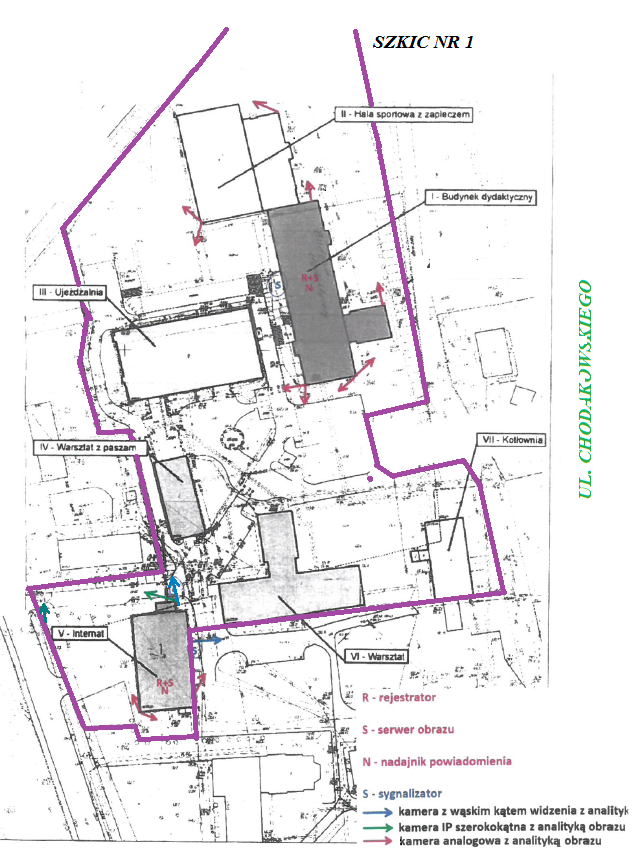 SZKIC NR 1
II - Hala sportowa z zapleczem
I - Budynek dydaktyczny
R+S
N
S
III - Ujeżdżalnia
UL. CHODAKOWSKIEGO
IV - Warsztat z paszarn
VII - Kotłownia
V - Internat
S
R+S
N
VI - Warsztat
R - rejestrator
S - serwer obrazu
N - nadajnik powiadomienia
S - sygnalizator
kamera z wąskim kątem widzenia z analityk
kamera IP szerokokątna z analityką obrazu
kamera analogowa z analityką obrazu